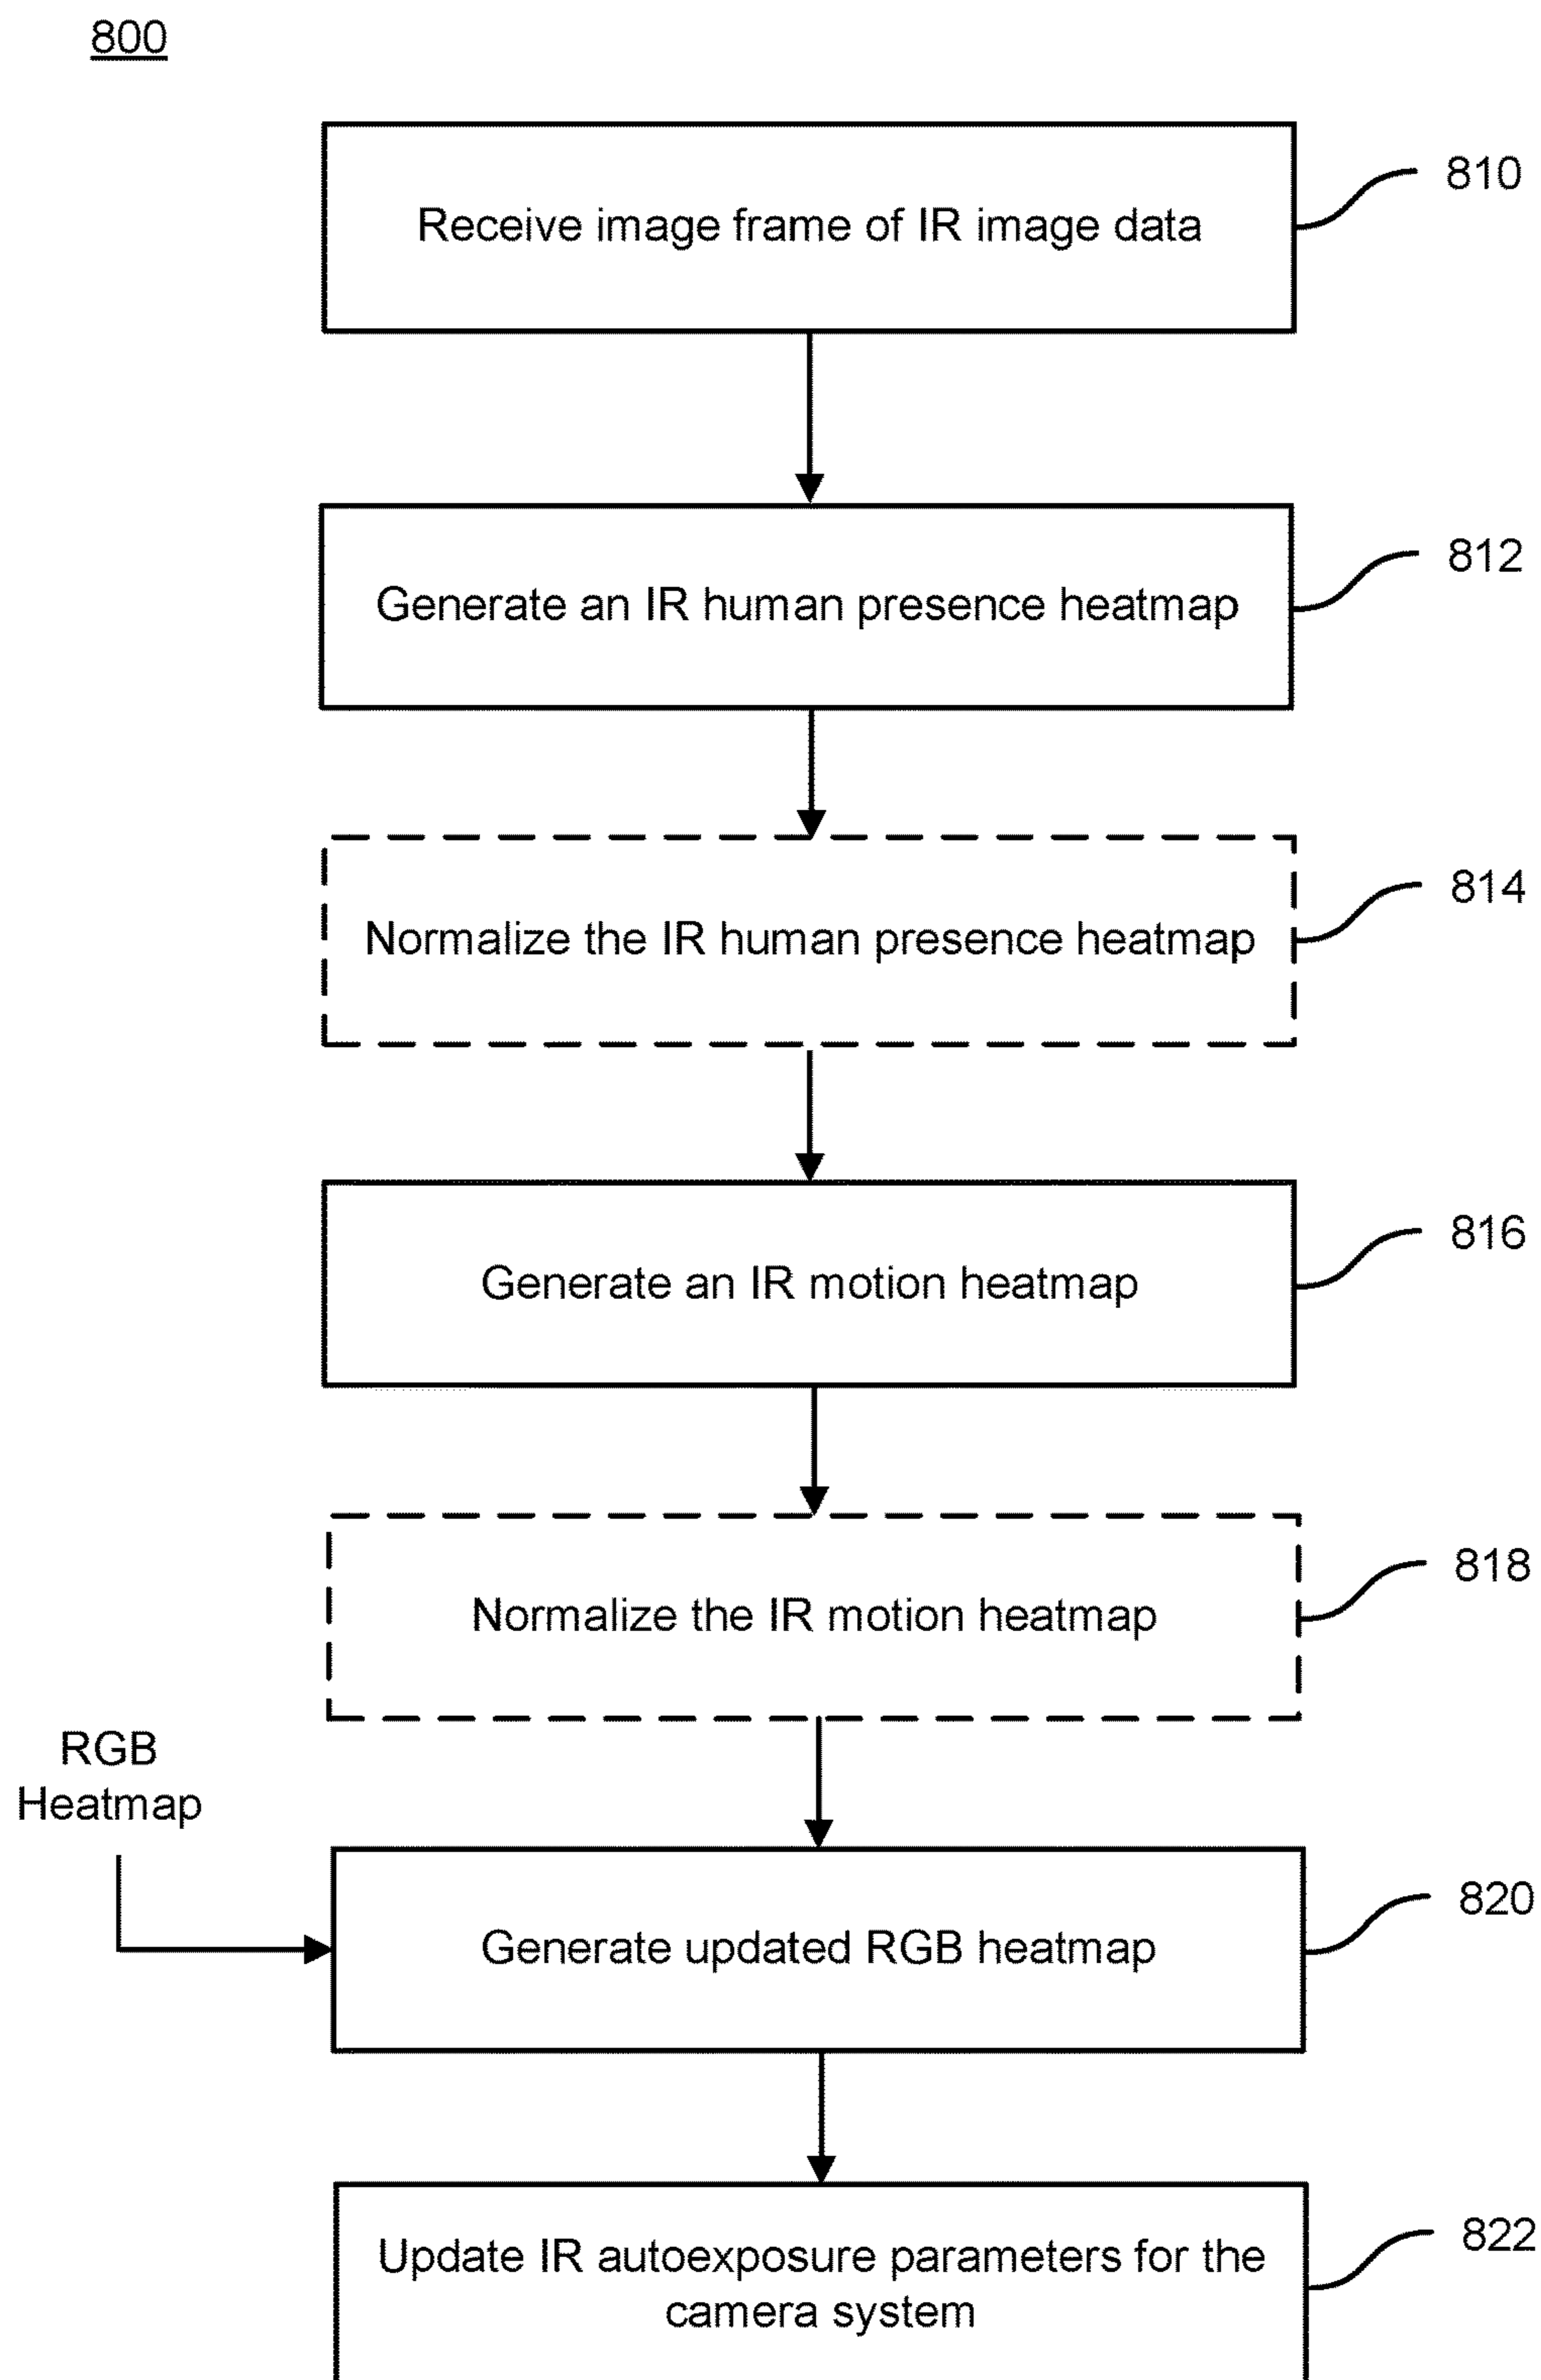 800
Receive image frame of IR image data
810
Generate an IR human presence heatmap
812
Normalize the IR human presence heatmap
814
Generate an IR motion heatmap
816
Normalize the IR motion heatmap
818
RGB
Heatmap
Generate updated RGB heatmap
820
Update IR autoexposure parameters for the
camera system
822